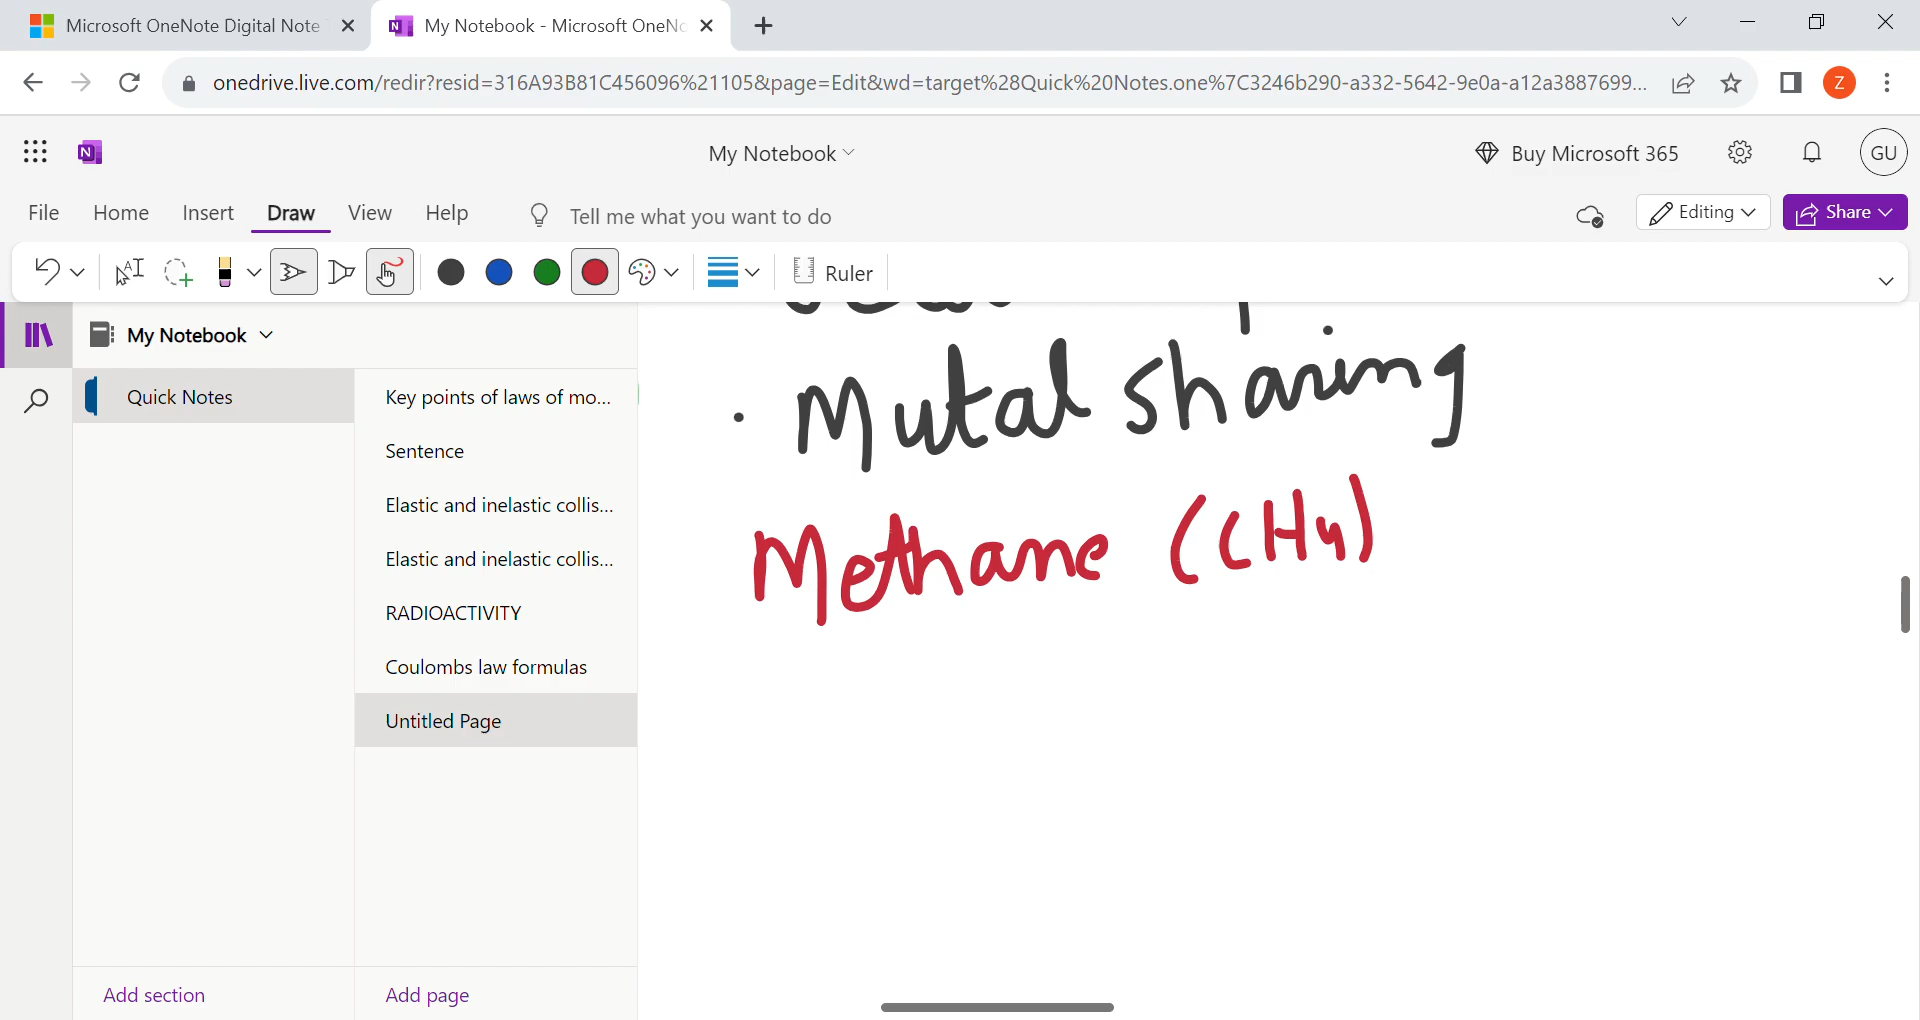 Microsoft OneNote Digital Note
My Notebook - Microsoft OneNo
onedrive.live.com/redir?resid=316A93B81C456096%21105&page=Edit&wd=target%28Quick%20Notes.one%7C3246b290-a332-5642-9e0a-a12a3887699...
Z
My Notebook
Buy Microsoft 365
GU
File Home Insert Draw View Help Tell me what you want to do
Editing
Share
Ruler
My Notebook
Quick Notes
Key points of laws of mo...
Sentence
Elastic and inelastic collis...
Elastic and inelastic collis...
RADIOACTIVITY
Coulombs law formulas
Untitled Page
Add section
Add page
· Mutal sharing
Methane (CH4)